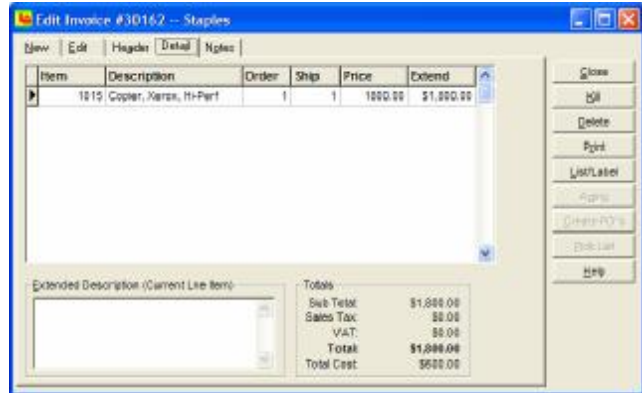 Edit Invoice #30162 -- Staples
New Edit Header Detail Notes
Item Description Order Ship Price Extend
1015 Copier, Xerox, Hi-Perf 1 1 $1,800.00
Close
Kill
Delete
Print
List/Label
Aging
Create PO's
Pick List
Help
Extended Description (Current Line Item)
Totals
Sub Total: $1,800.00
Sales Tax: $0.00
VAT: $0.00
Total: $1,800.00
Total Cost: $600.00